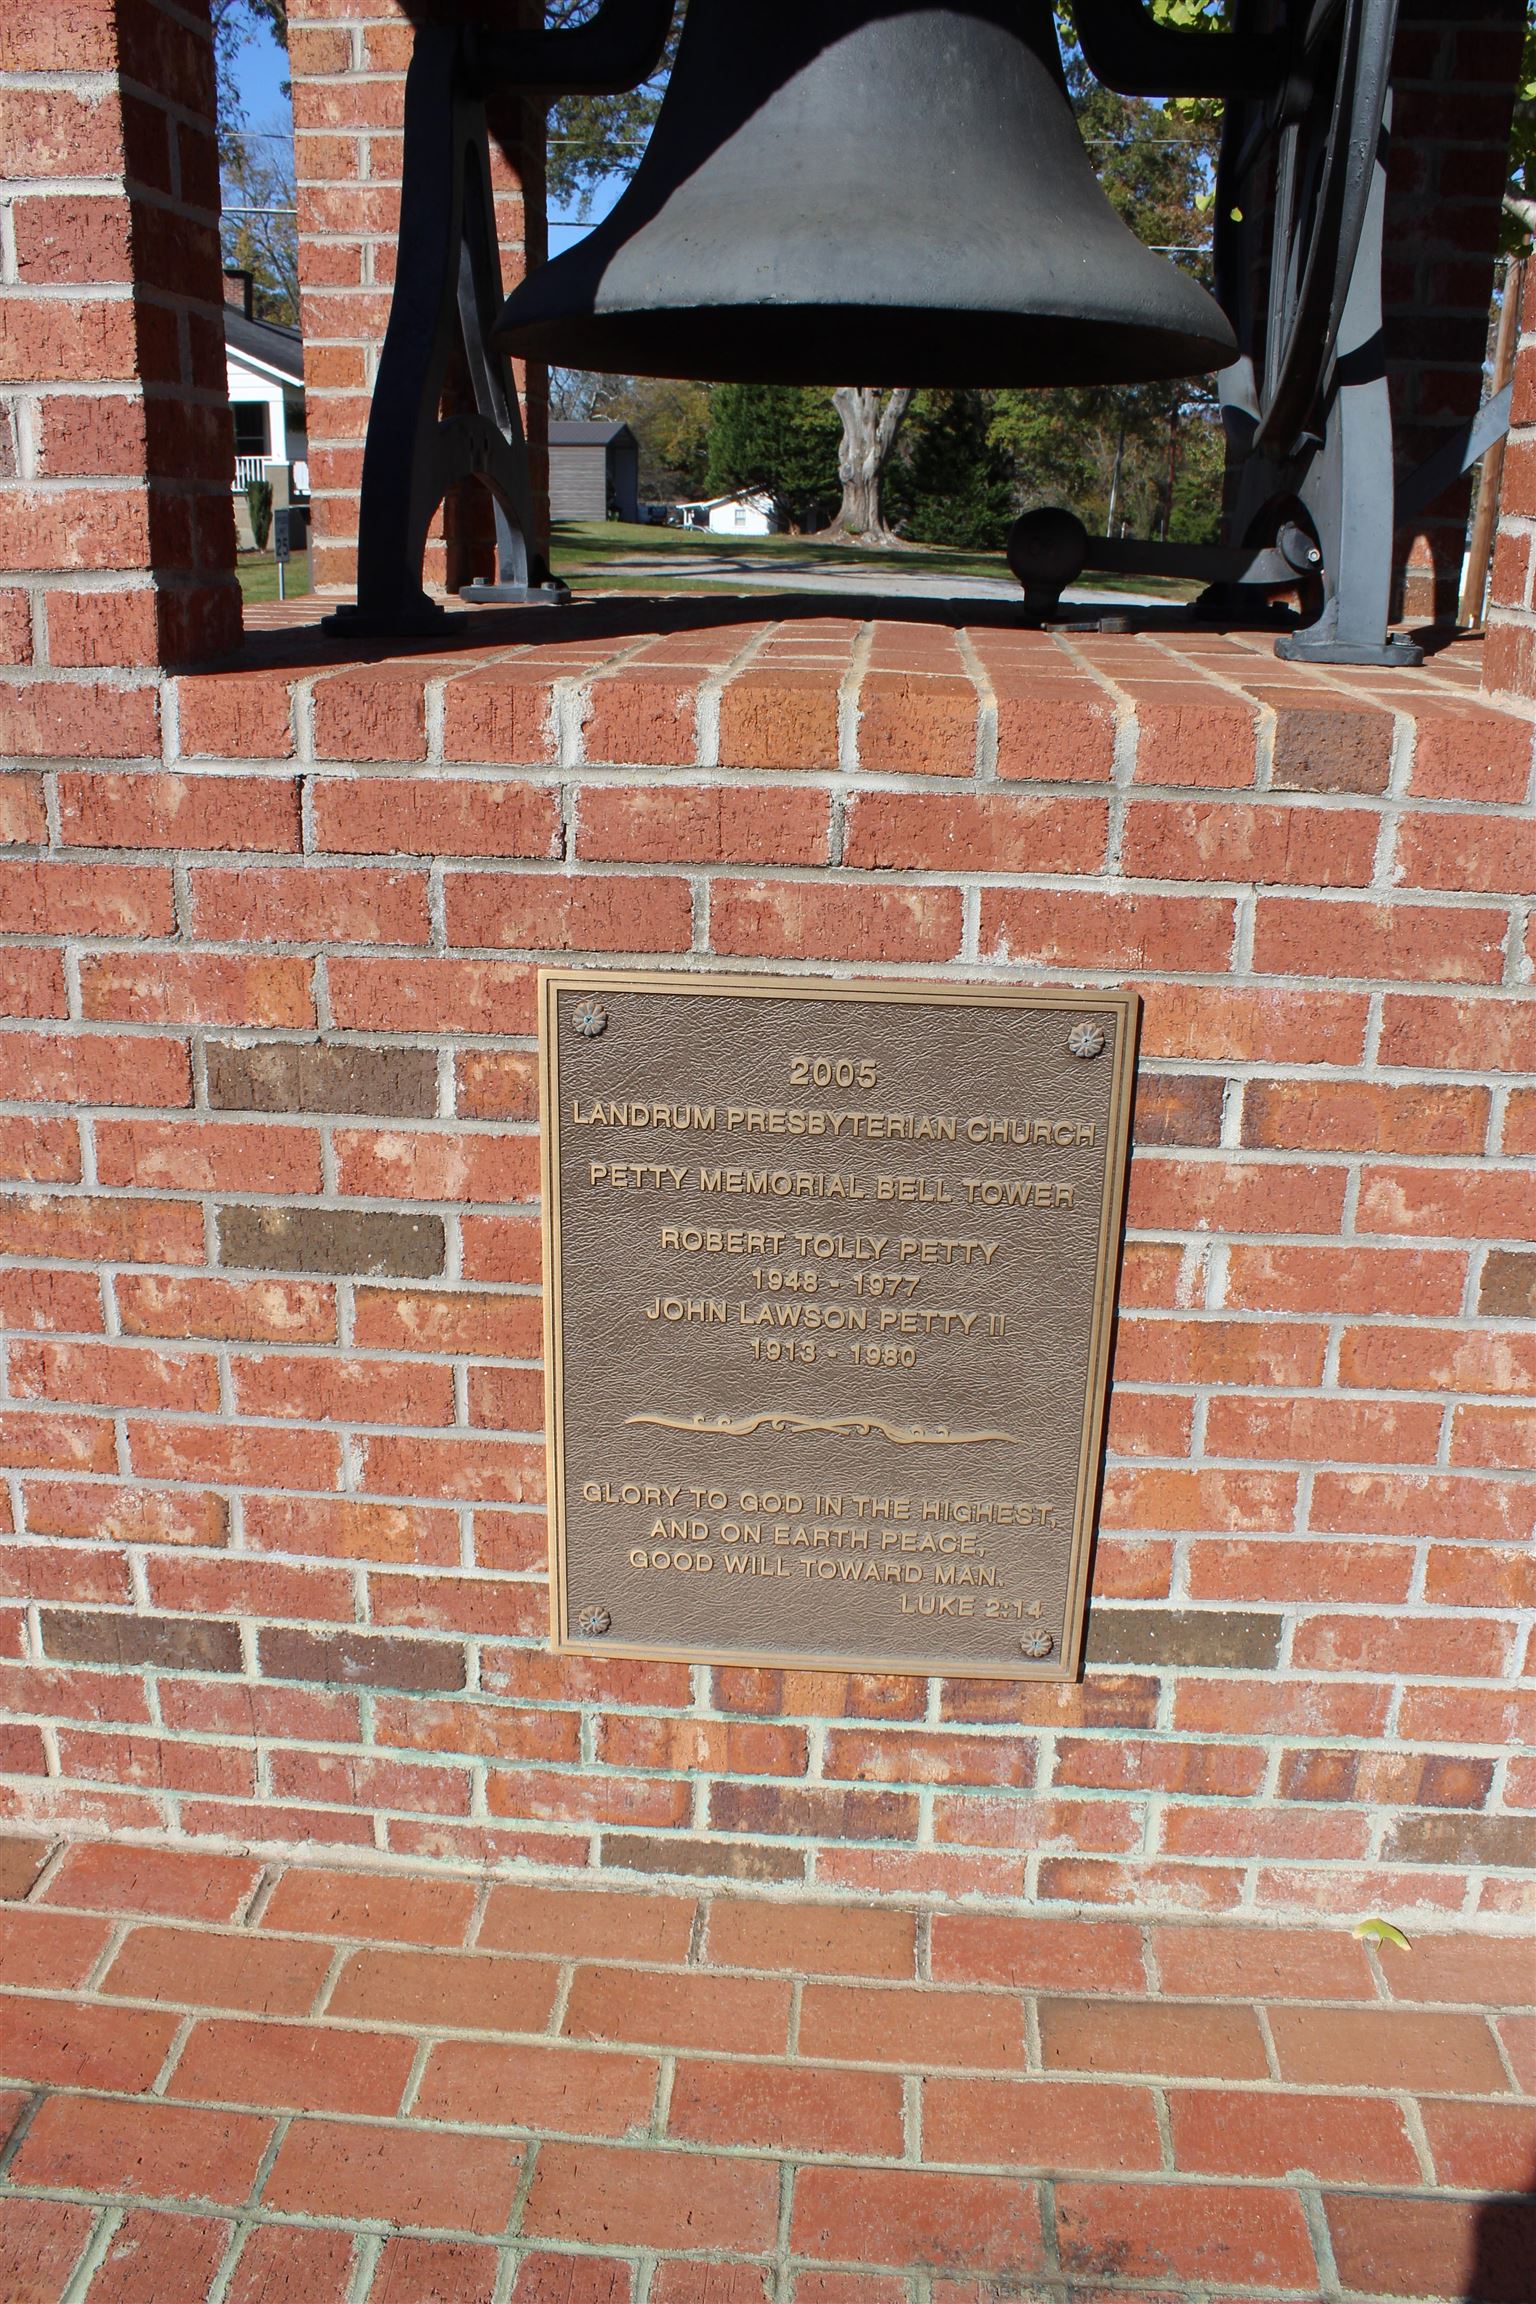 2005
LANDRUM PRESBYTERIAN CHURCH
PETTY MEMORIAL BELL TOWER
ROBERT TOLLY PETTY
1948 - 1977
JOHN LAWSON PETTY II
1913 - 1980
GLORY TO GOD IN THE HIGHEST,
AND ON EARTH PEACE,
GOOD WILL TOWARD MAN.
LUKE 2:14
25